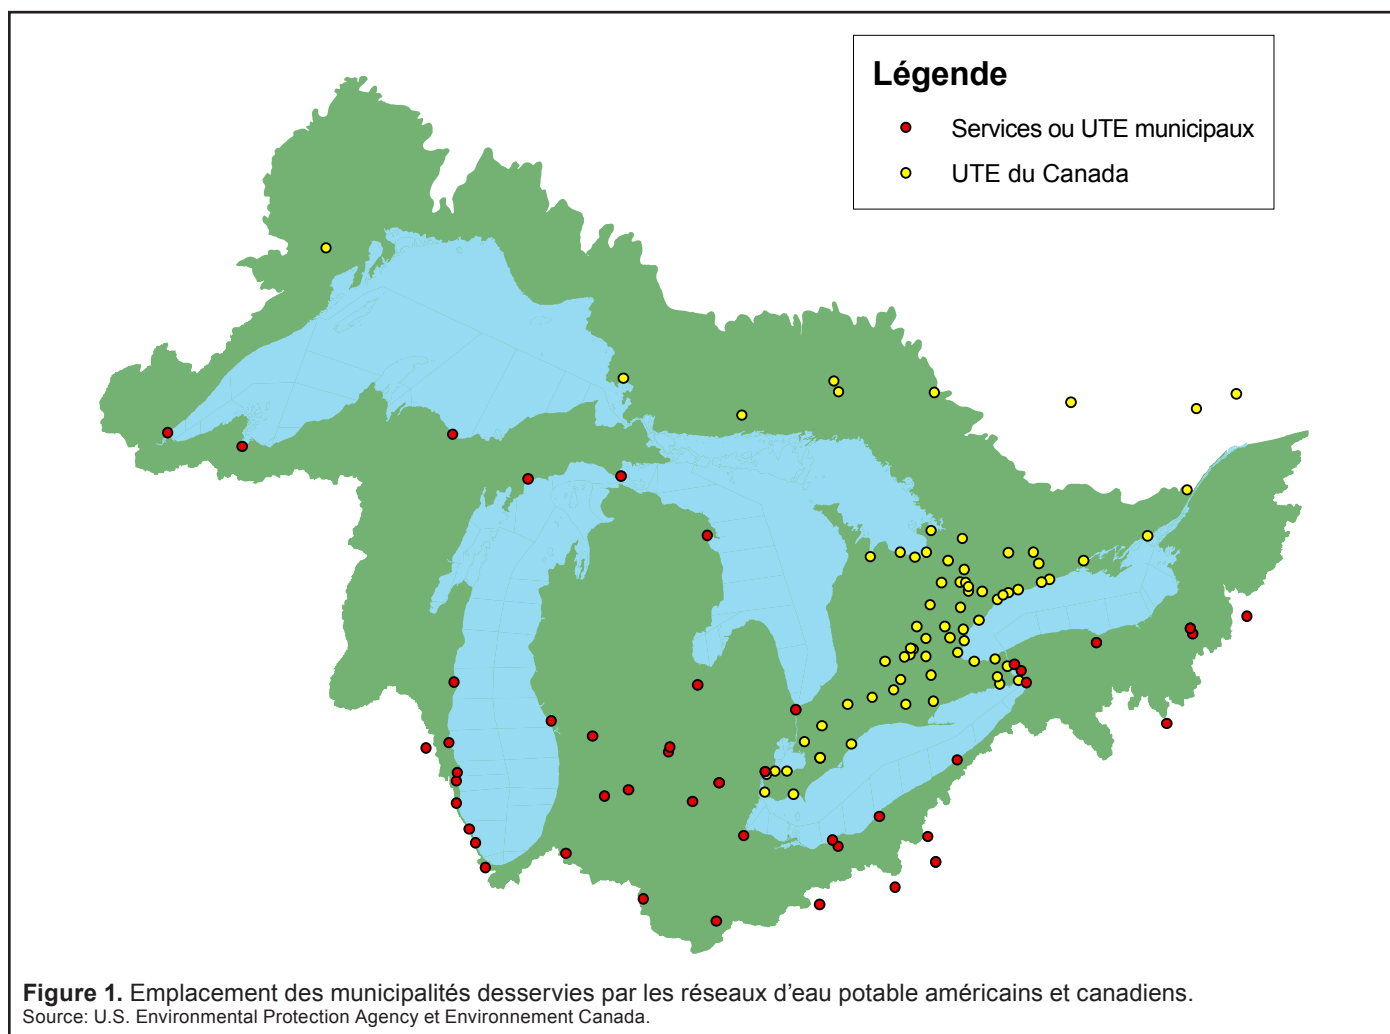 Légende
Services ou UTE municipaux
UTE du Canada
Figure 1. Emplacement des municipalités desservies par les réseaux d'eau potable américains et canadiens.
Source: U.S. Environmental Protection Agency et Environnement Canada.